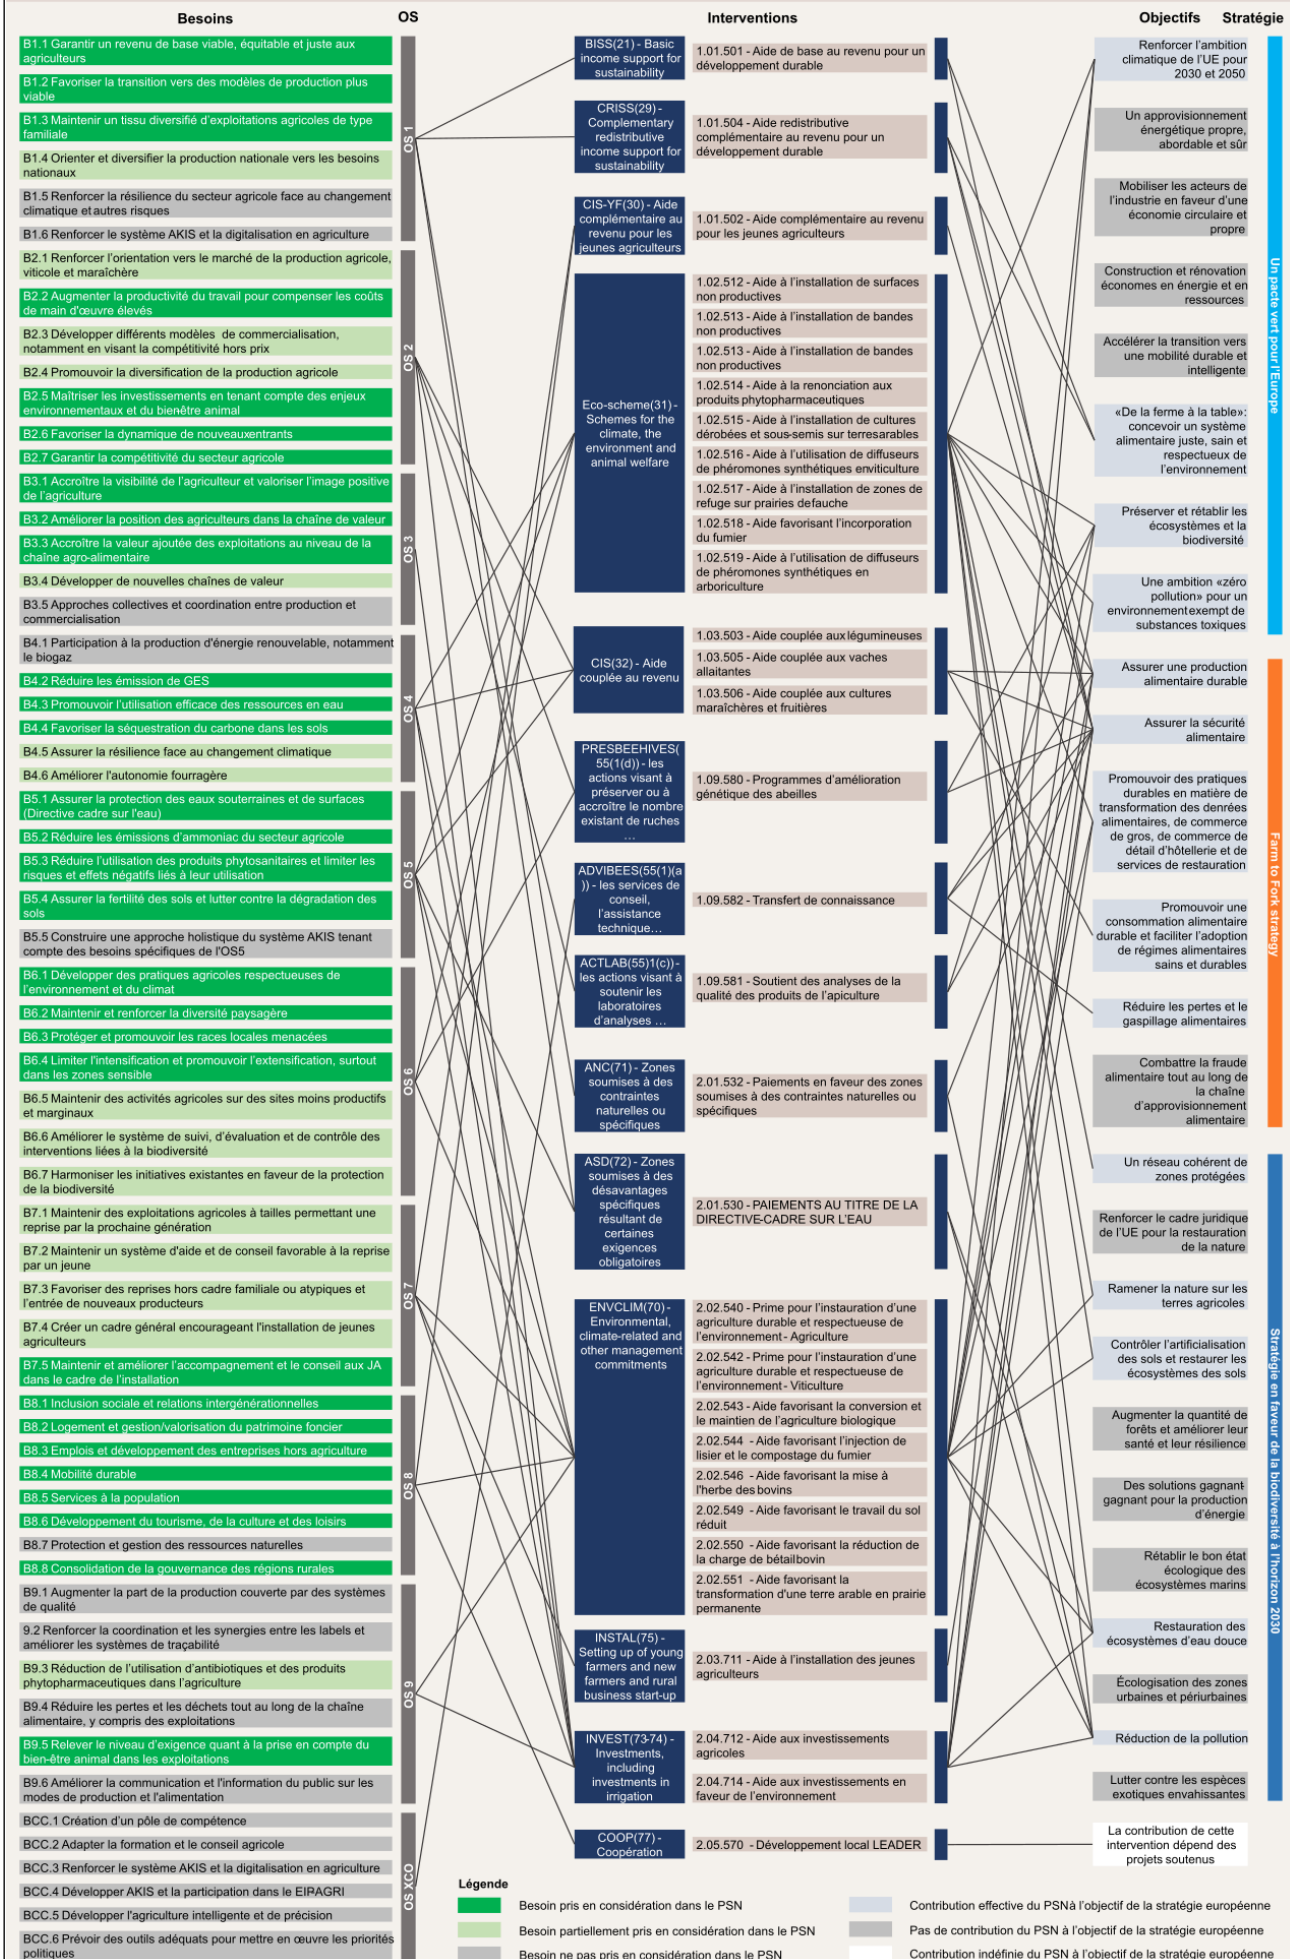 Besoins
OS
Interventions
Objectifs
Stratégie
B1.1 Garantir un revenu de base viable, équitable et juste aux
agriculteurs
B1.2 Favoriser la transition vers des modèles de production plus
viable
B1.3 Maintenir un tissu diversifié d'exploitations agricoles de type
familiale
B1.4 Orienter et diversifier la production nationale vers les besoins
nationaux
B1.5 Renforcer la résilience du secteur agricole face au changement
climatique et autres risques
B1.6 Renforcer le système AKIS et la digitalisation en agriculture
OS 1
B2.1 Renforcer l'orientation vers le marché de la production agricole,
viticole et maraîchère
B2.2 Augmenter la productivité du travail pour compenser les coûts
de main d'œuvre élevés
B2.3 Développer différents modèles de commercialisation,
notamment en visant la compétitivité hors prix
B2.4 Promouvoir la diversification de la production agricole
B2.5 Maîtriser les investissements en tenant compte des enjeux
environnementaux et du bien-être animal
B2.6 Favoriser la dynamique de nouveaux entrants
B2.7 Garantir la compétitivité du secteur agricole
OS 2
B3.1 Accroître la visibilité de l'agriculteur et valoriser l'image positive
de l'agriculture
B3.2 Améliorer la position des agriculteurs dans la chaîne de valeur
B3.3 Accroître la valeur ajoutée des exploitations au niveau de la
chaîne agro-alimentaire
B3.4 Développer de nouvelles chaînes de valeur
B3.5 Approches collectives et coordination entre production et
commercialisation
OS 3
B4.1 Participation à la production d'énergie renouvelable, notamment
le biogaz
B4.2 Réduire les émission de GES
B4.3 Promouvoir l'utilisation efficace des ressources en eau
B4.4 Favoriser la séquestration du carbone dans les sols
B4.5 Assurer la résilience face au changement climatique
B4.6 Améliorer l'autonomie fourragère
OS 4
B5.1 Assurer la protection des eaux souterraines et de surfaces
(Directive cadre sur l'eau)
B5.2 Réduire les émissions d'ammoniac du secteur agricole
B5.3 Réduire l'utilisation des produits phytosanitaires et limiter les
risques et effets négatifs liés à leur utilisation
B5.4 Assurer la fertilité des sols et lutter contre la dégradation des
sols
B5.5 Construire une approche holistique du système AKIS tenant
compte des besoins spécifiques de l'OS5
OS 5
B6.1 Développer des pratiques agricoles respectueuses de
l'environnement et du climat
B6.2 Maintenir et renforcer la diversité paysagère
B6.3 Protéger et promouvoir les races locales menacées
B6.4 Limiter l'intensification et promouvoir l'extensification, surtout
dans les zones sensible
B6.5 Maintenir des activités agricoles sur des sites moins productifs
et marginaux
B6.6 Améliorer le système de suivi, d'évaluation et de contrôle des
interventions liées à la biodiversité
B6.7 Harmoniser les initiatives existantes en faveur de la protection
de la biodiversité
OS 6
B7.1 Maintenir des exploitations agricoles à tailles permettant une
reprise par la prochaine génération
B7.2 Maintenir un système d'aide et de conseil favorable à la reprise
par un jeune
B7.3 Favoriser des reprises hors cadre familiale ou atypiques et
l'entrée de nouveaux producteurs
B7.4 Créer un cadre général encourageant l'installation de jeunes
agriculteurs
B7.5 Maintenir et améliorer l'accompagnement et le conseil aux JA
dans le cadre de l'installation
OS 7
B8.1 Inclusion sociale et relations intergénérationnelles
B8.2 Logement et gestion/valorisation du patrimoine foncier
B8.3 Emplois et développement des entreprises hors agriculture
B8.4 Mobilité durable
B8.5 Services à la population
B8.6 Développement du tourisme, de la culture et des loisirs
B8.7 Protection et gestion des ressources naturelles
B8.8 Consolidation de la gouvernance des régions rurales
OS 8
B9.1 Augmenter la part de la production couverte par des systèmes
de qualité
9.2 Renforcer la coordination et les synergies entre les labels et
améliorer les systèmes de traçabilité
B9.3 Réduction de l'utilisation d'antibiotiques et des produits
phytopharmaceutiques dans l'agriculture
B9.4 Réduire les pertes et les déchets tout au long de la chaîne
alimentaire, y compris des exploitations
B9.5 Relever le niveau d'exigence quant à la prise en compte du
bien-être animal dans les exploitations
B9.6 Améliorer la communication et l'information du public sur les
modes de production et l'alimentation
OS 9
BCC.1 Création d'un pôle de compétence
BCC.2 Adapter la formation et le conseil agricole
BCC.3 Renforcer le système AKIS et la digitalisation en agriculture
BCC.4 Développer AKIS et la participation dans le EIPAGRI
BCC.5 Développer l'agriculture intelligente et de précision
BCC.6 Prévoir des outils adéquats pour mettre en œuvre les priorités
politiques
OS XCO
BISS(21) - Basic
income support for
sustainability
1.01.501 - Aide de base au revenu pour un
développement durable
CRISS(29) -
Complementary
redistributive
income support for
sustainability
1.01.504 - Aide redistributive
complémentaire au revenu pour un
développement durable
CIS-YF(30) - Aide
complémentaire au
revenu pour les
jeunes agriculteurs
1.01.502 - Aide complémentaire au revenu
pour les jeunes agriculteurs
Eco-scheme(31) -
Schemes for the
climate, the
environment and
animal welfare
1.02.512 - Aide à l'installation de surfaces
non productives
1.02.513 - Aide à l'installation de bandes
non productives
1.02.513 - Aide à l'installation de bandes
non productives
1.02.514 - Aide à la renonciation aux
produits phytopharmaceutiques
1.02.515 - Aide à l'installation de cultures
dérobées et sous-semis sur terres arables
1.02.516 - Aide à l'utilisation de diffuseurs
de phéromones synthétiques en viticulture
1.02.517 - Aide à l'installation de zones de
refuge sur prairies de fauche
1.02.518 - Aide favorisant l'incorporation
du fumier
1.02.519 - Aide à l'utilisation de diffuseurs
de phéromones synthétiques en
arboriculture
CIS(32) - Aide
couplée au revenu
1.03.503 - Aide couplée aux légumineuses
1.03.505 - Aide couplée aux vaches
allaitantes
1.03.506 - Aide couplée aux cultures
maraîchères et fruitières
PRESBEEHIVES(
55(1(d)) - les
actions visant à
préserver ou à
accroître le nombre
existant de ruches
…
1.09.580 - Programmes d'amélioration
génétique des abeilles
ADVIBEES(55(1)(a
)) - les services de
conseil,
l'assistance
technique…
1.09.582 - Transfert de connaissance
ACTLAB(55)1(c)) -
les actions visant à
soutenir les
laboratoires
d'analyses …
1.09.581 - Soutient des analyses de la
qualité des produits de l'apiculture
ANC(71) - Zones
soumises à des
contraintes
naturelles ou
spécifiques
2.01.532 - Paiements en faveur des zones
soumises à des contraintes naturelles ou
spécifiques
ASD(72) - Zones
soumises à des
désavantages
spécifiques
résultant de
certaines
exigences
obligatoires
2.01.530 - PAIEMENTS AU TITRE DE LA
DIRECTIVE-CADRE SUR L'EAU
ENVCLIM(70) -
Environmental,
climate-related and
other management
commitments
2.02.540 - Prime pour l'instauration d'une
agriculture durable et respectueuse de
l'environnement - Agriculture
2.02.542 - Prime pour l'instauration d'une
agriculture durable et respectueuse de
l'environnement - Viticulture
2.02.543 - Aide favorisant la conversion et
le maintien de l'agriculture biologique
2.02.544 - Aide favorisant l'injection de
lisier et le compostage du fumier
2.02.546 - Aide favorisant la mise à
l'herbe des bovins
2.02.549 - Aide favorisant le travail du sol
réduit
2.02.550 - Aide favorisant la réduction de
la charge de bétail bovin
2.02.551 - Aide favorisant la
transformation d'une terre arable en prairie
permanente
INSTAL(75) -
Setting up of young
farmers and new
farmers and rural
business start-up
2.03.711 - Aide à l'installation des jeunes
agriculteurs
INVEST(73-74) -
Investments,
including
investments in
irrigation
2.04.712 - Aide aux investissements
agricoles
2.04.714 - Aide aux investissements en
faveur de l'environnement
COOP(77) -
Coopération
2.05.570 - Développement local LEADER
Renforcer l'ambition
climatique de l'UE pour
2030 et 2050
Un approvisionnement
énergétique propre,
abordable et sûr
Mobiliser les acteurs de
l'industrie en faveur d'une
économie circulaire et
propre
Construction et rénovation
économes en énergie et en
ressources
Accélérer la transition vers
une mobilité durable et
intelligente
«De la ferme à la table»:
concevoir un système
alimentaire juste, sain et
respectueux de
l'environnement
Préserver et rétablir les
écosystèmes et la
biodiversité
Une ambition «zéro
pollution» pour un
environnement exempt de
substances toxiques
Un pacte vert pour l'Europe
Assurer une production
alimentaire durable
Assurer la sécurité
alimentaire
Promouvoir des pratiques
durables en matière de
transformation des denrées
alimentaires, de commerce
de gros, de commerce de
détail d'hôtellerie et de
services de restauration
Promouvoir une
consommation alimentaire
durable et faciliter l'adoption
de régimes alimentaires
sains et durables
Réduire les pertes et le
gaspillage alimentaires
Combattre la fraude
alimentaire tout au long de
la chaîne
d'approvisionnement
alimentaire
Farm to Fork strategy
Un réseau cohérent de
zones protégées
Renforcer le cadre juridique
de l'UE pour la restauration
de la nature
Ramener la nature sur les
terres agricoles
Contrôler l'artificialisation
des sols et restaurer les
écosystèmes des sols
Augmenter la quantité de
forêts et améliorer leur
santé et leur résilience
Des solutions gagnant-
gagnant pour la production
d'énergie
Rétablir le bon état
écologique des
écosystèmes marins
Restauration des
écosystèmes d'eau douce
Écologisation des zones
urbaines et périurbaines
Réduction de la pollution
Lutter contre les espèces
exotiques envahissantes
Stratégie en faveur de la biodiversité à l'horizon 2030
La contribution de cette
intervention dépend des
projets soutenus
Légende
Besoin pris en considération dans le PSN
Besoin partiellement pris en considération dans le PSN
Besoin ne pas pris en considération dans le PSN
Contribution effective du PSN à l'objectif de la stratégie européenne
Pas de contribution du PSN à l'objectif de la stratégie européenne
Contribution indéfinie du PSN à l'objectif de la stratégie européenne